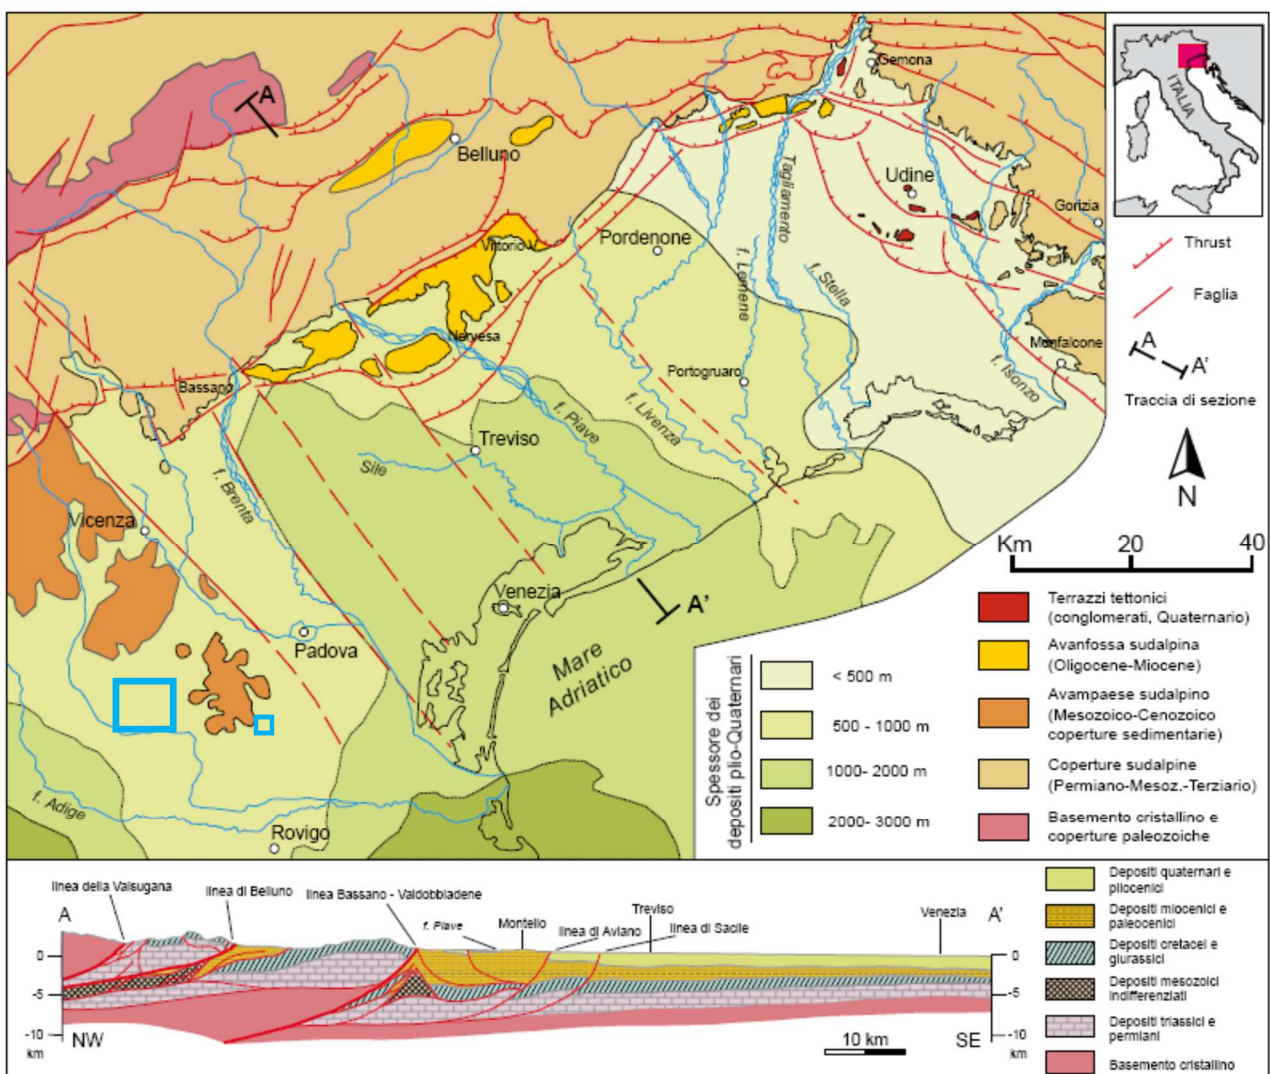 A
Belluno
Gemona
Tagliamento
Udine
Gorizia
Vittorio V.
Pordenone
f. Lemene
f. Stella
Nervesa
Monfalcone
Bassano
Portogruaro
f. Isonzo
f. Piave
f. Livenza
Treviso
Sile
f. Brenta
Vicenza
Venezia
A'
Padova
Mare
Adriatico
f. Adige
Rovigo
ITALIA
Thrust
Faglia
A
A'
Traccia di sezione
N
Km 20 40
Spessore dei
depositi plio-Quaternari
< 500 m
500 - 1000 m
1000- 2000 m
2000- 3000 m
Terrazzi tettonici
(conglomerati, Quaternario)
Avanfossa sudalpina
(Oligocene-Miocene)
Avampaese sudalpino
(Mesozoico-Cenozoico
coperture sedimentarie)
Coperture sudalpine
(Permiano-Mesoz.-Terziario)
Basemento cristallino e
coperture paleozoiche
linea della Valsugana
linea di Belluno
linea Bassano - Valdobbiadene
f. Piave
Montello
linea di Aviano
Treviso
linea di Sacile
Venezia
A
A'
0
-5
-10
km
NW
0
-5
-10
km
SE
10 km
Depositi quaternari e
pliocenici
Depositi miocenici e
paleocenici
Depositi cretacei e
giurassici
Depositi mesozoici
indifferenziati
Depositi triassici e
permiani
Basemento cristallino